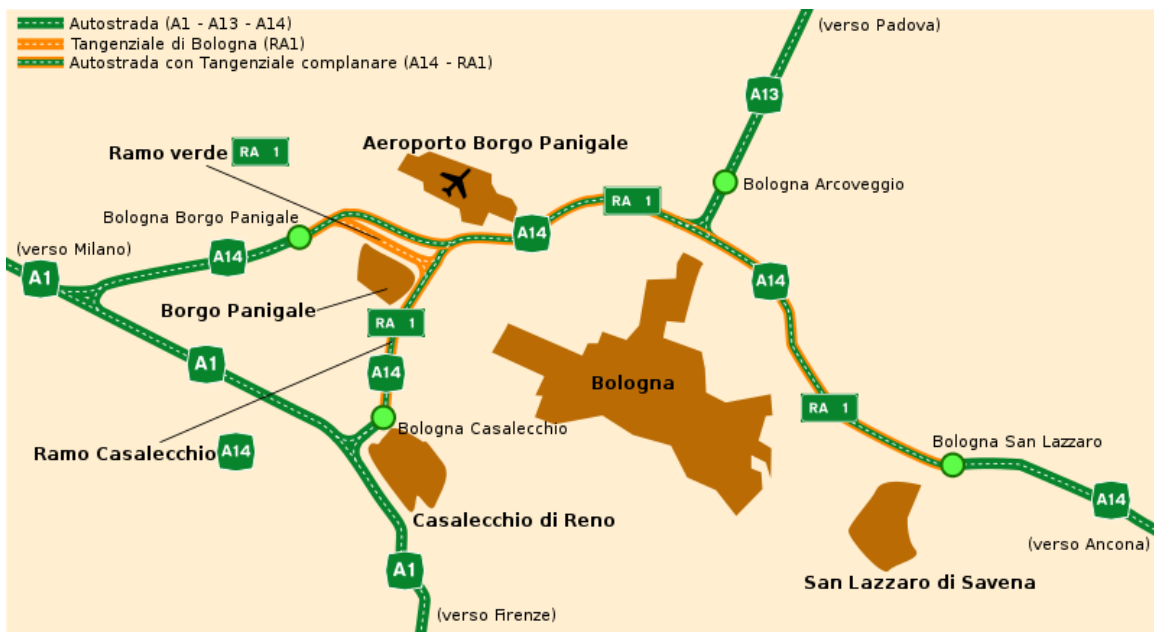 Autostrada (A1 - A13 - A14)
Tangenziale di Bologna (RA1)
Autostrada con Tangenziale complanare (A14 - RA1)
(verso Padova)
A13
Aeroporto Borgo Panigale
Ramo verde RA 1
Bologna Arcoveggio
RA 1
Bologna Borgo Panigale
A14
(verso Milano)
A14
A1
A14
Borgo Panigale
RA 1
A1
A14
Bologna
RA 1
Bologna Casalecchio
Bologna San Lazzaro
Ramo Casalecchio A14
A14
Casalecchio di Reno
(verso Ancona)
A1
San Lazzaro di Savena
(verso Firenze)